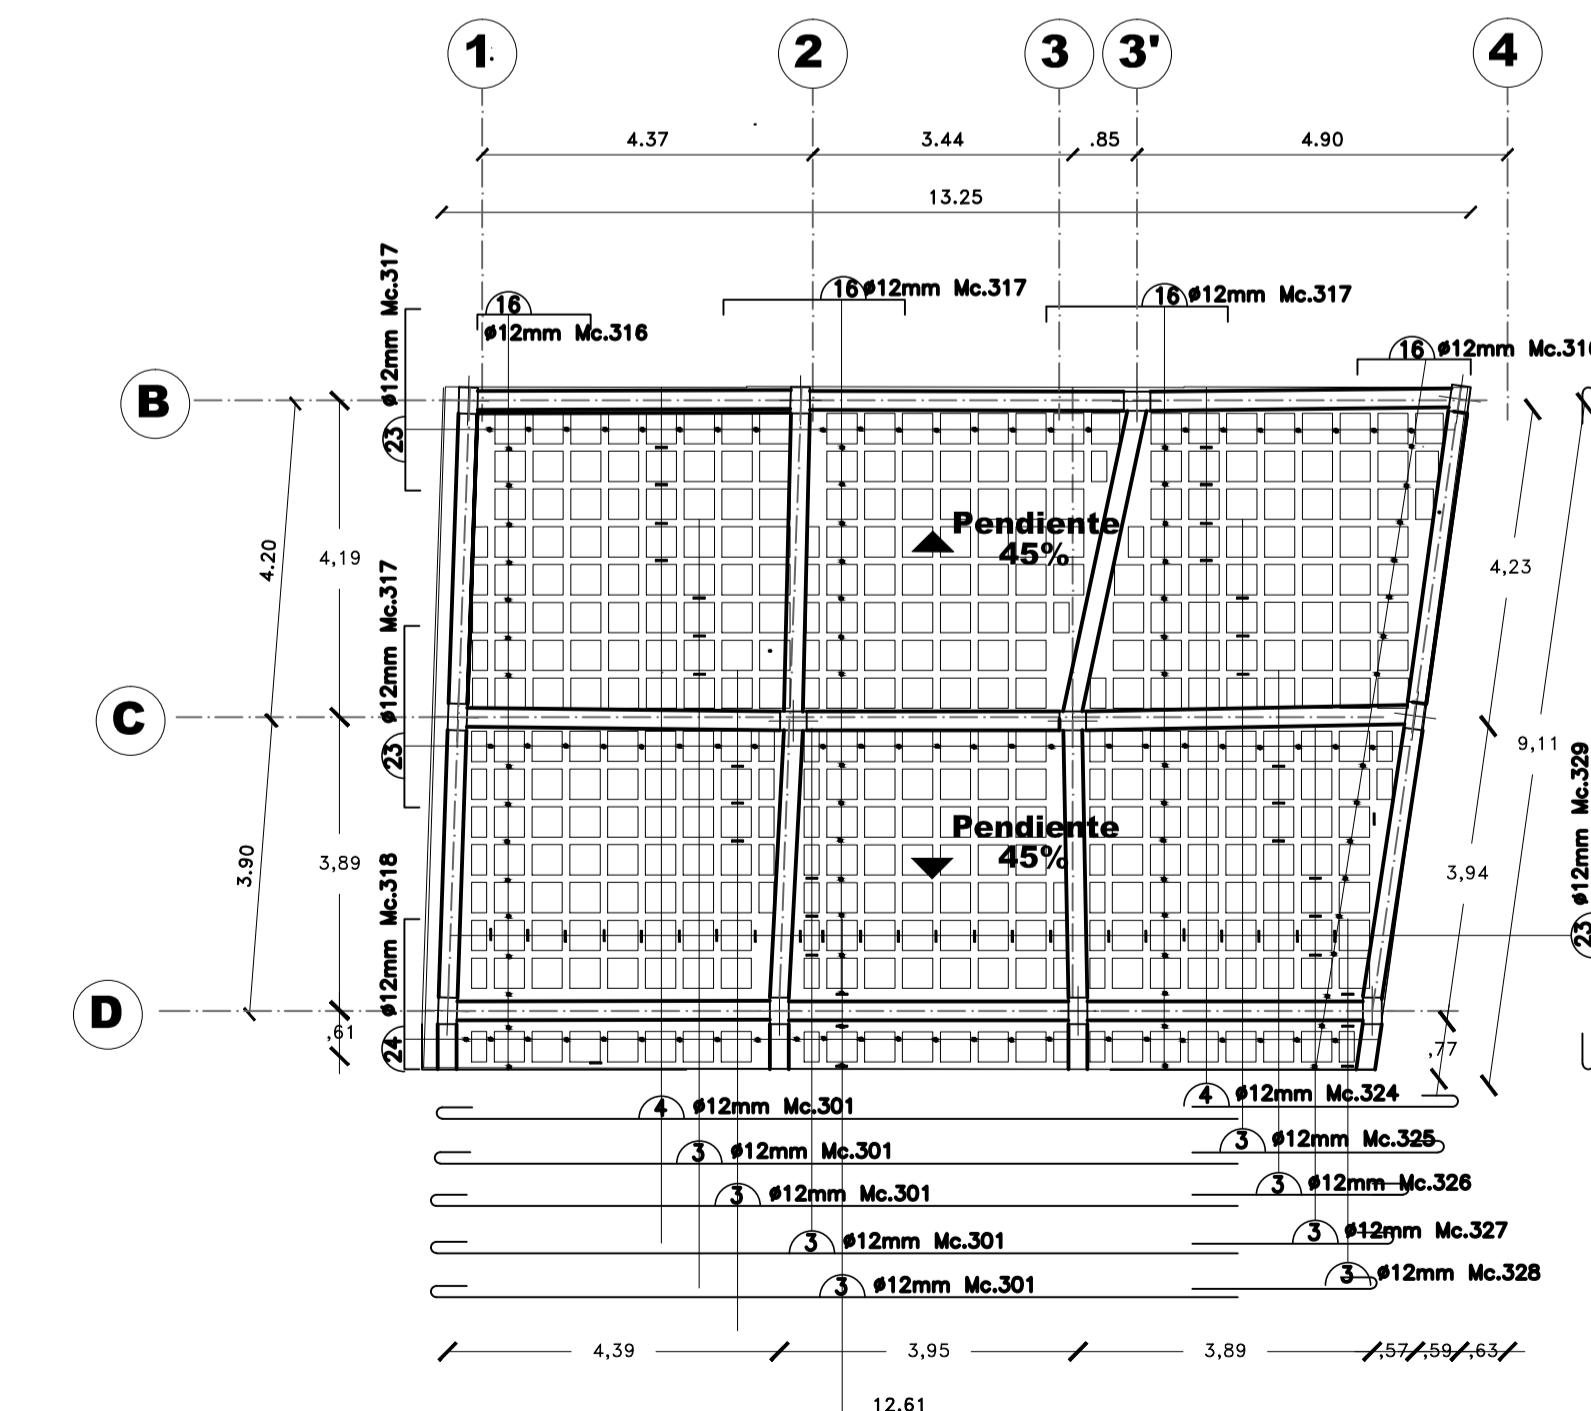 1 2 3 3' 4
4.37 3.44 .85 4.90
13.25
ø12mm Mc.317
23
16
ø12mm Mc.316
16 ø12mm Mc.317
16 ø12mm Mc.317
16 ø12mm Mc.316
B
Pendiente
45%
4.20
4,19
4,23
ø12mm Mc.317
23
C
9,11
Pendiente
45%
3.90
3,89
3,94
ø12mm Mc.329
23
ø12mm Mc.318
24
D
,61
,77
4 ø12mm Mc.301
4 ø12mm Mc.324
3 ø12mm Mc.301
3 ø12mm Mc.325
3 ø12mm Mc.301
3 ø12mm Mc.326
3 ø12mm Mc.301
3 ø12mm Mc.327
3 ø12mm Mc.301
3 ø12mm Mc.328
4,39 3,95 3,89 ,57 ,59 ,63
12.61